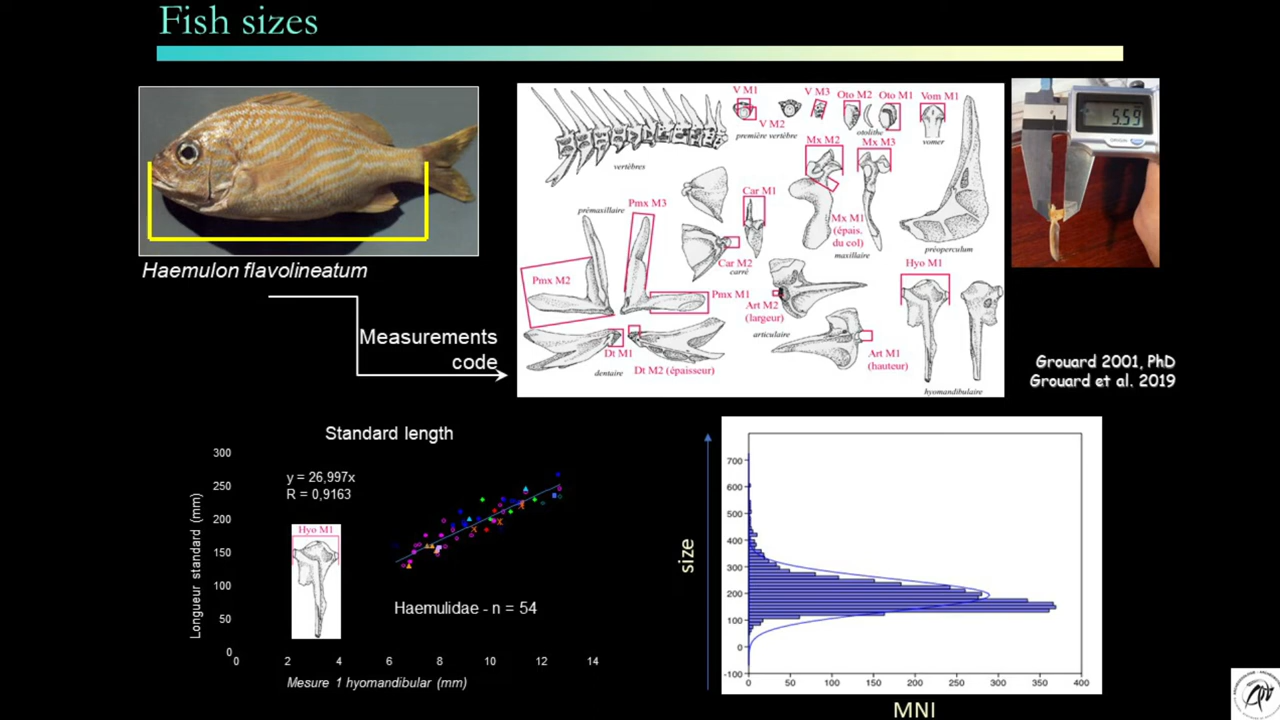 Fish sizes
Haemulon flavolineatum
Measurements
code
V M1
V M2
première vertèbre
V M3
Oto M2
Oto M1
otolithe
Vom M1
vomer
vertèbres
Mx M2
Mx M3
Mx M1
(épais.
du col)
maxillaire
préoperculum
prémaxillaire
Pmx M3
Pmx M2
Pmx M1
Car M1
Car M2
carré
Art M2
(largeur)
articulaire
Art M1
(hauteur)
Hyo M1
hyomandibulaire
Dt M1
dentaire
Dt M2 (épaisseur)
5.59
Grouard 2001, PhD
Grouard et al. 2019
Standard length
y = 26,997x
R = 0,9163
Hyo M1
Haemulidae - n = 54
Longueur standard (mm)
300
250
200
150
100
50
0
0
2
4
6
8
10
12
14
Mesure 1 hyomandibular (mm)
size
700
600
500
400
300
200
100
0
-100
0
50
100
150
200
250
300
350
400
MNI